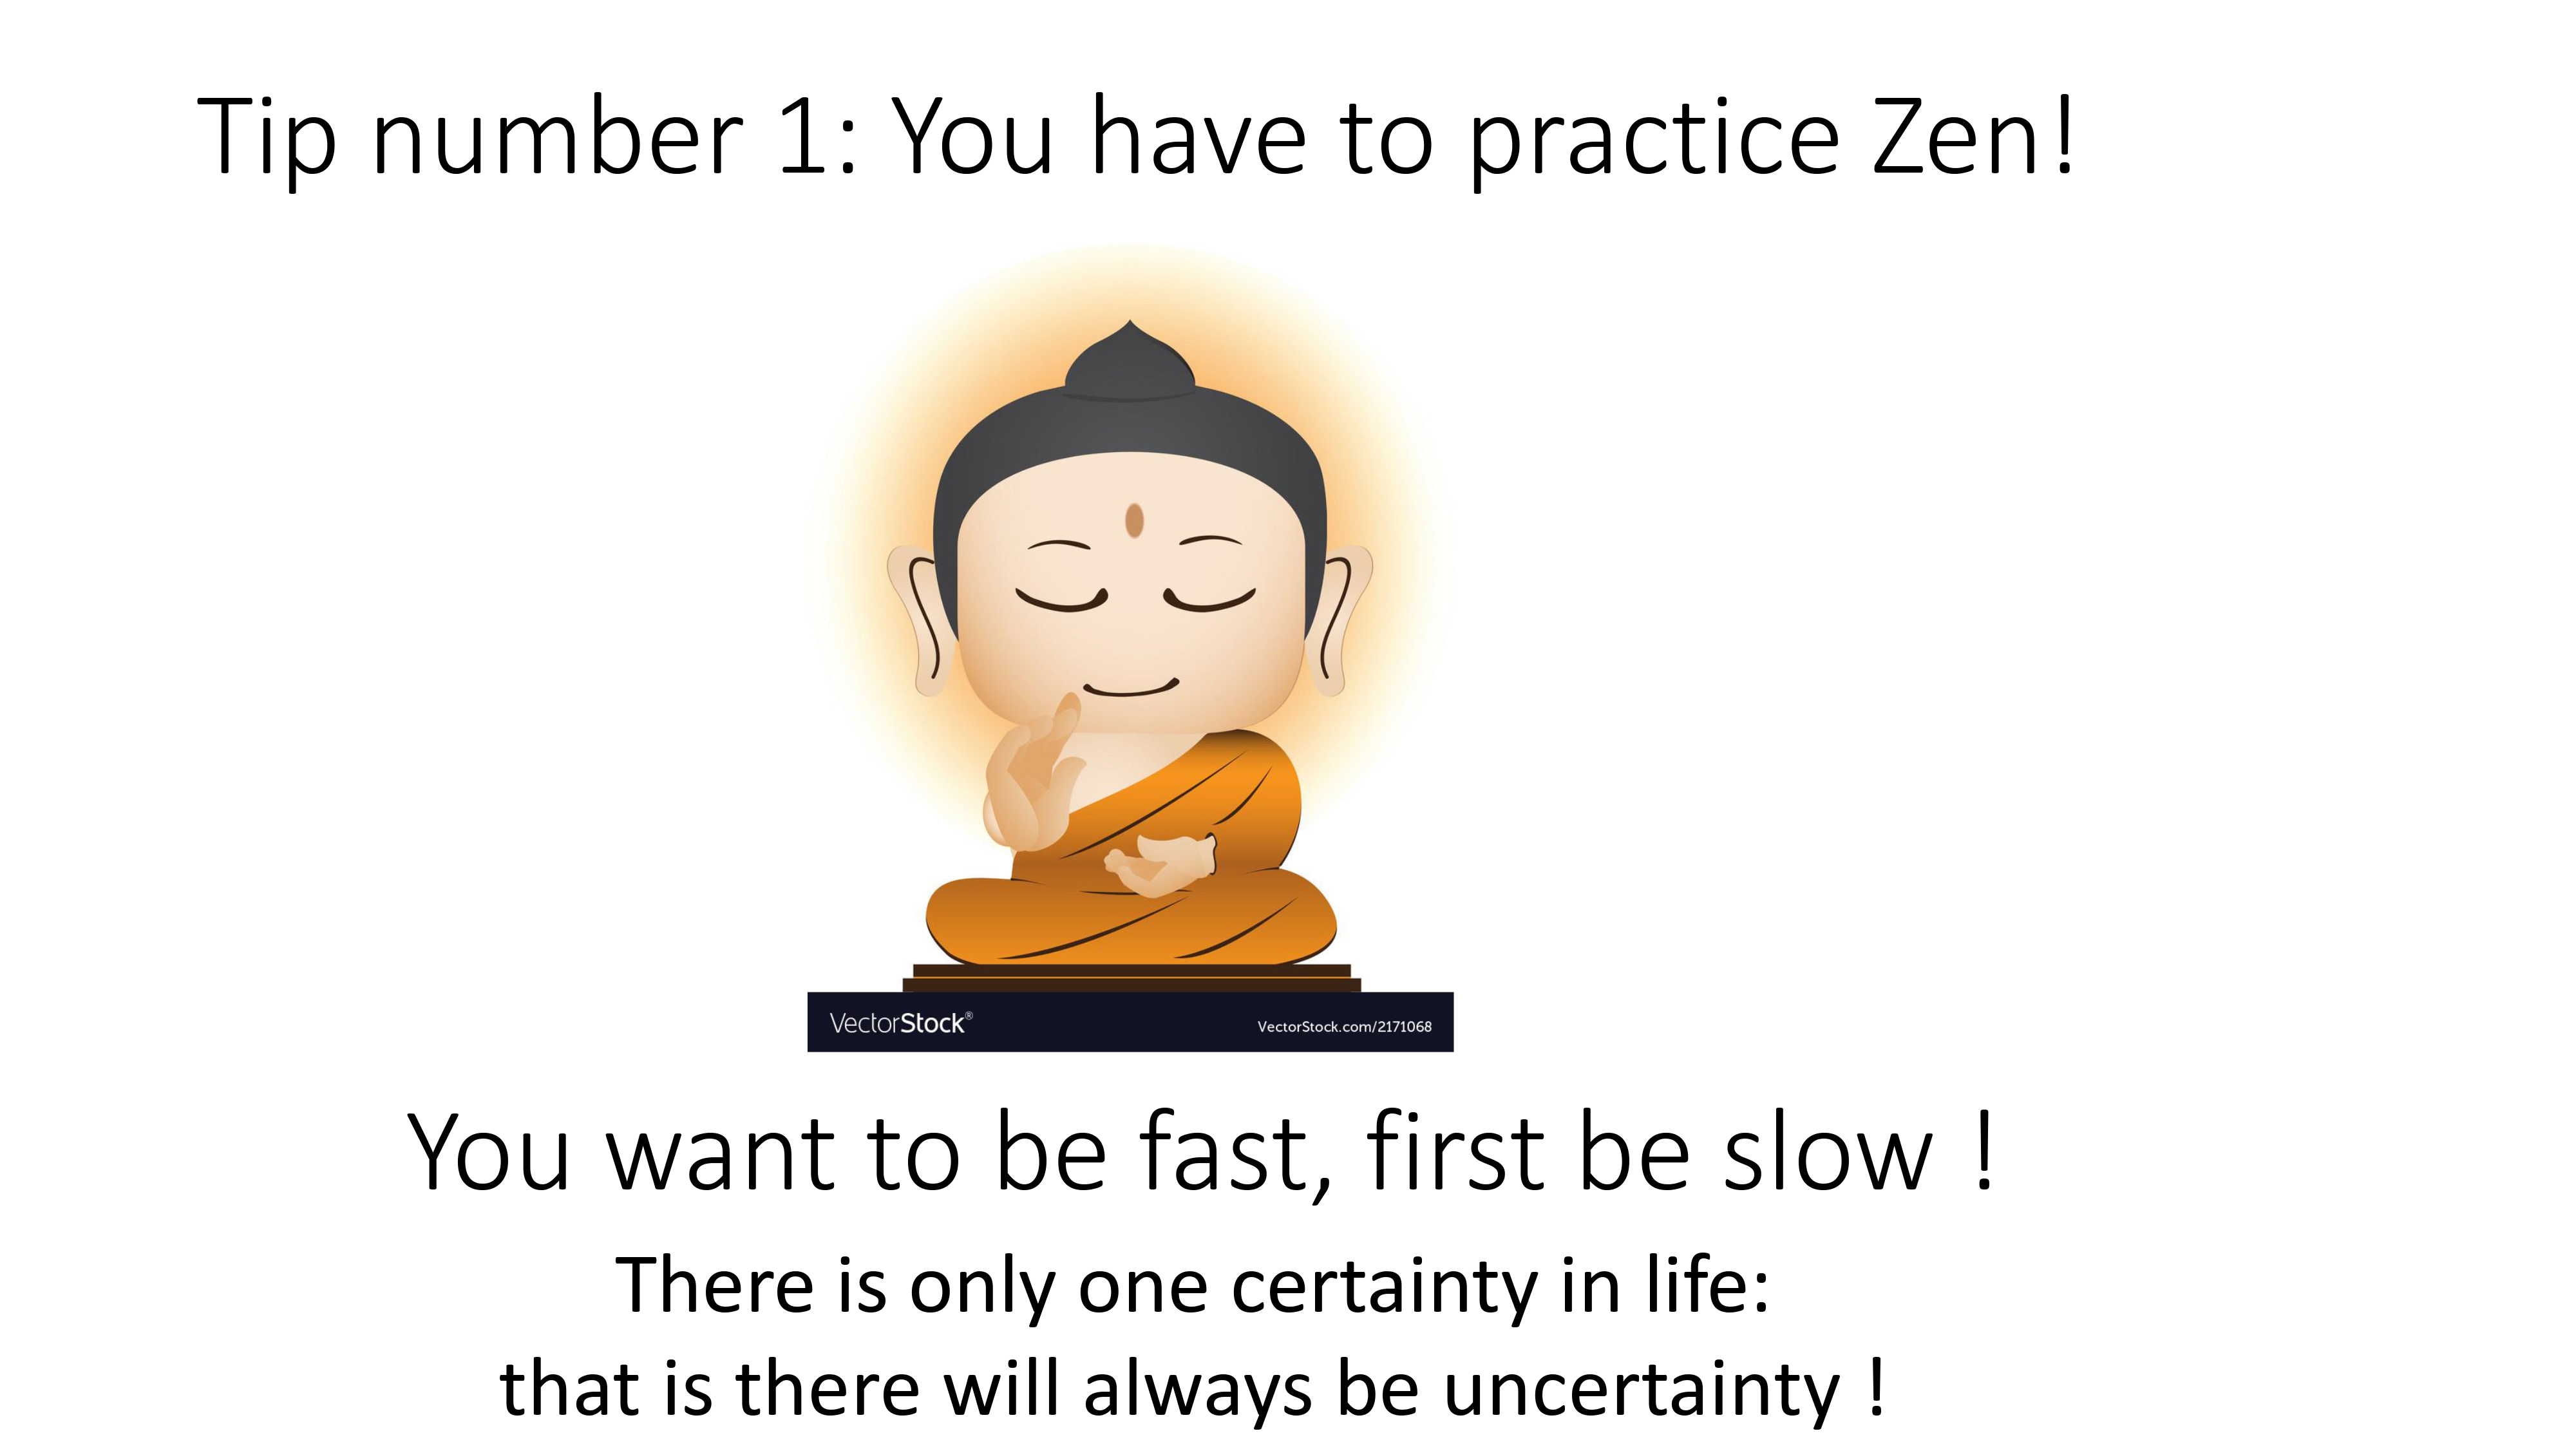 Tip number 1: You have to practice Zen!
VectorStock®
VectorStock.com/2171068
You want to be fast, first be slow !
There is only one certainty in life:
that is there will always be uncertainty !